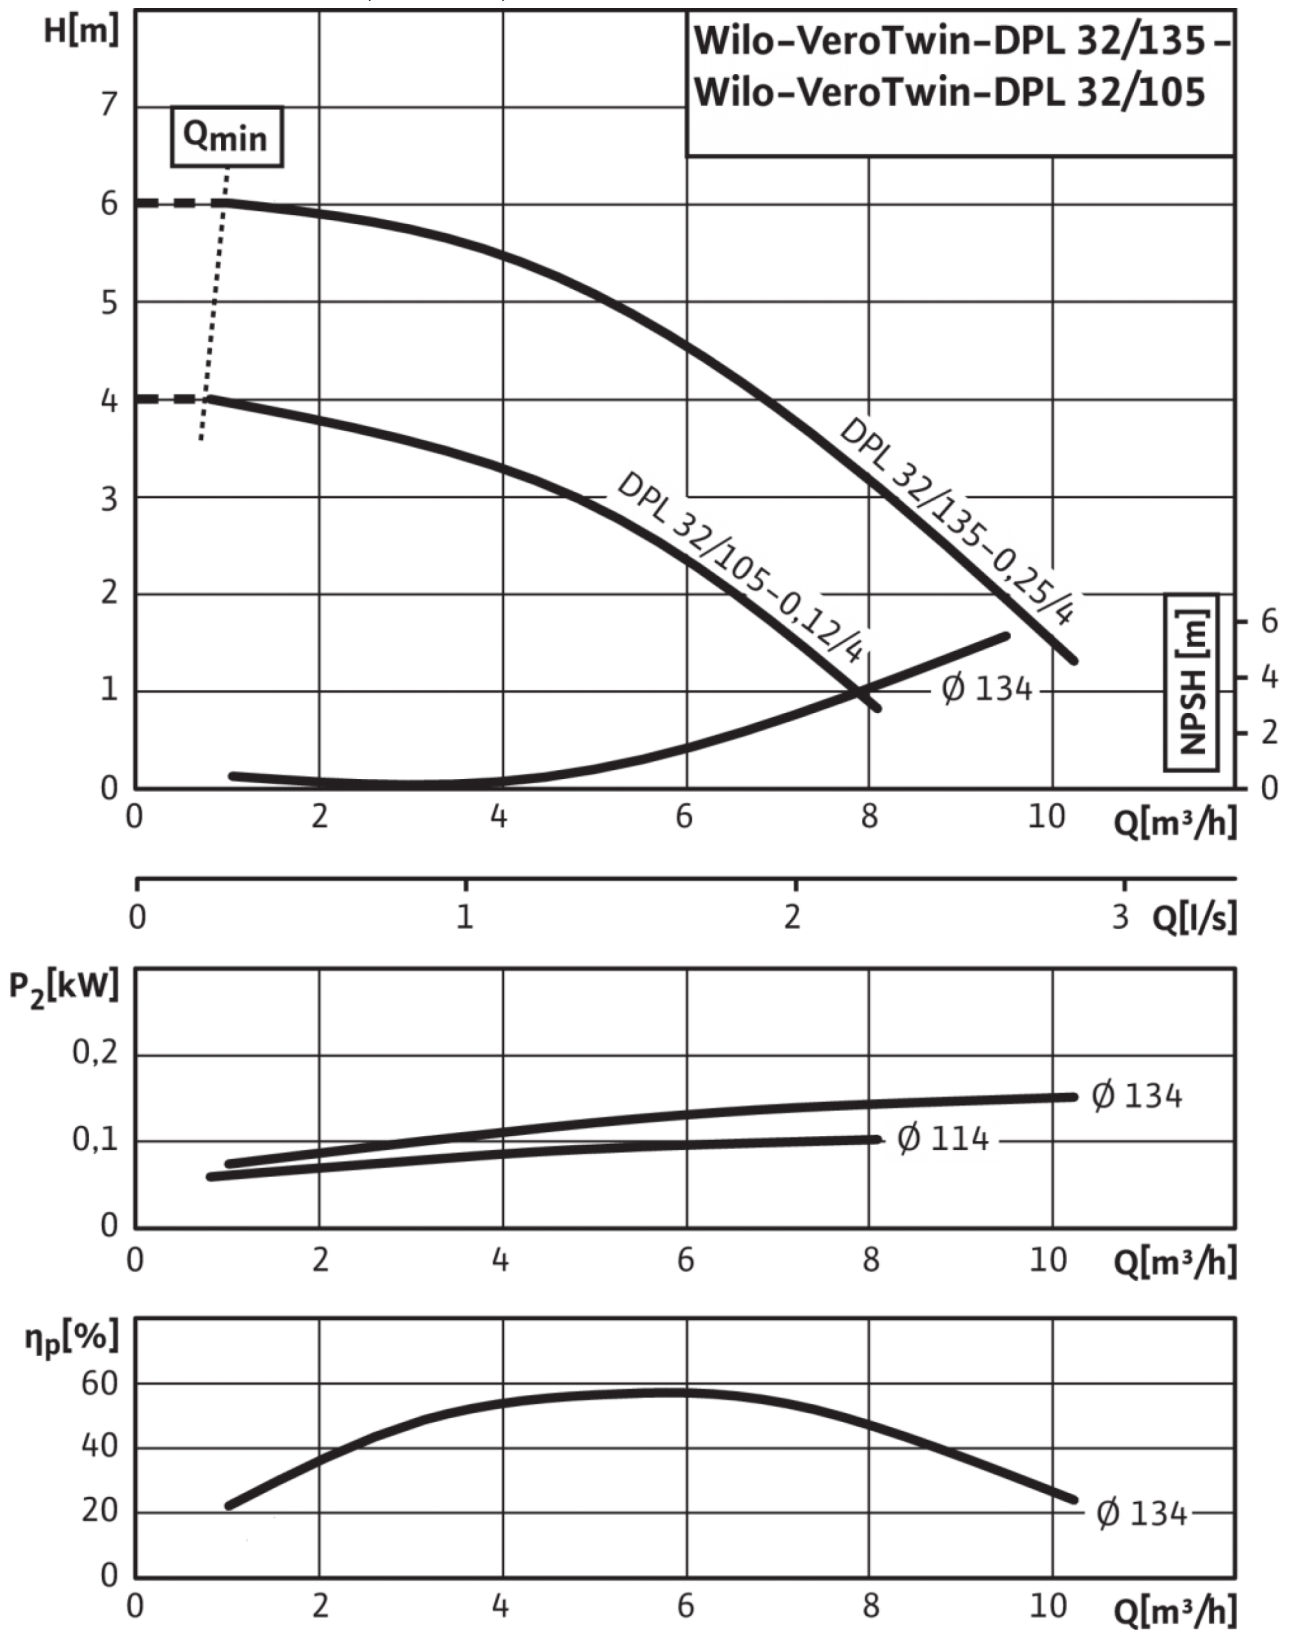 H[m]
Wilo-VeroTwin-DPL 32/135 -
Wilo-VeroTwin-DPL 32/105
7
Qmin
6
5
4
3
2
1
0
DPL 32/135-0,25/4
DPL 32/105-0,12/4
Ø 134
NPSH [m]
6
4
2
0
0 2 4 6 8 10 Q[m³/h]
0 1 2 3 Q[l/s]
P2[kW]
0,2
0,1
0
Ø 134
Ø 114
0 2 4 6 8 10 Q[m³/h]
ηp[%]
60
40
20
0
Ø 134
0 2 4 6 8 10 Q[m³/h]